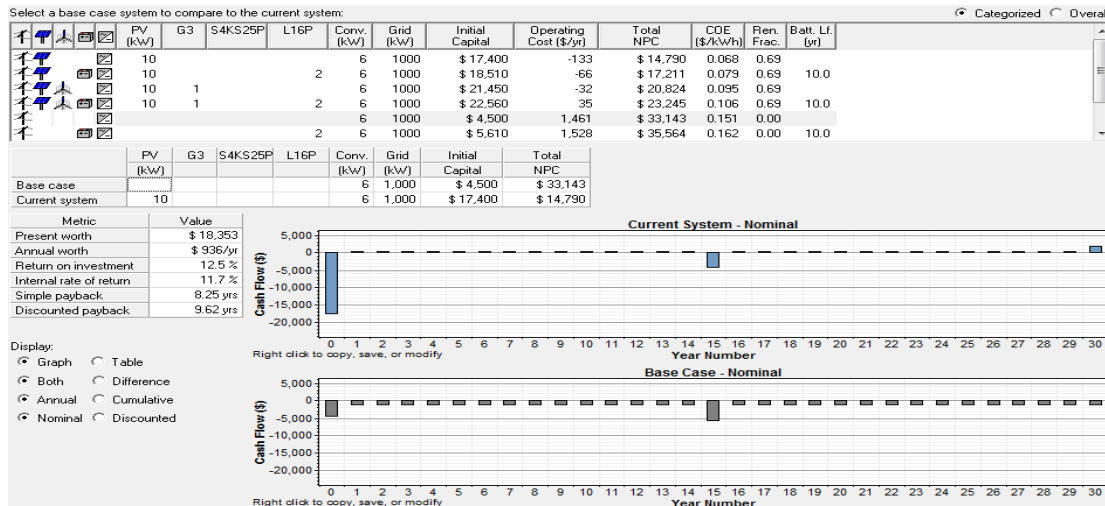 Select a base case system to compare to the current system:
Categorized Overal
PV (kW) G3 S4KS25P L16P Conv. (kW) Grid (kW) Initial Capital Operating Cost ($/yr) Total NPC COE ($/kWh) Ren. Frac. Batt. Lf. (yr)
10 6 1000 $ 17,400 -133 $ 14,790 0.068 0.69
10 2 6 1000 $ 18,510 -66 $ 17,211 0.079 0.69 10.0
10 1 6 1000 $ 21,450 -32 $ 20,824 0.095 0.69
10 1 2 6 1000 $ 22,560 35 $ 23,245 0.106 0.69 10.0
6 1000 $ 4,500 1,461 $ 33,143 0.151 0.00
2 6 1000 $ 5,610 1,528 $ 35,564 0.162 0.00 10.0
PV G3 S4KS25P L16P Conv. Grid Initial Total
(kW) (kW) (kW) Capital NPC
Base case 6 1,000 $ 4,500 $ 33,143
Current system 10 6 1,000 $ 17,400 $ 14,790
Metric Value
Present worth $ 18,353
Annual worth $ 936/yr
Return on investment 12.5 %
Internal rate of return 11.7 %
Simple payback 8.25 yrs
Discounted payback 9.62 yrs
Display:
Graph Table
Both Difference
Annual Cumulative
Nominal Discounted
Current System - Nominal
Cash Flow ($)
5,000
0
-5,000
-10,000
-15,000
-20,000
0 1 2 3 4 5 6 7 8 9 10 11 12 13 14 15 16 17 18 19 20 21 22 23 24 25 26 27 28 29 30
Right click to copy, save, or modify
Year Number
Base Case - Nominal
Cash Flow ($)
5,000
0
-5,000
-10,000
-15,000
-20,000
0 1 2 3 4 5 6 7 8 9 10 11 12 13 14 15 16 17 18 19 20 21 22 23 24 25 26 27 28 29 30
Right click to copy, save, or modify
Year Number